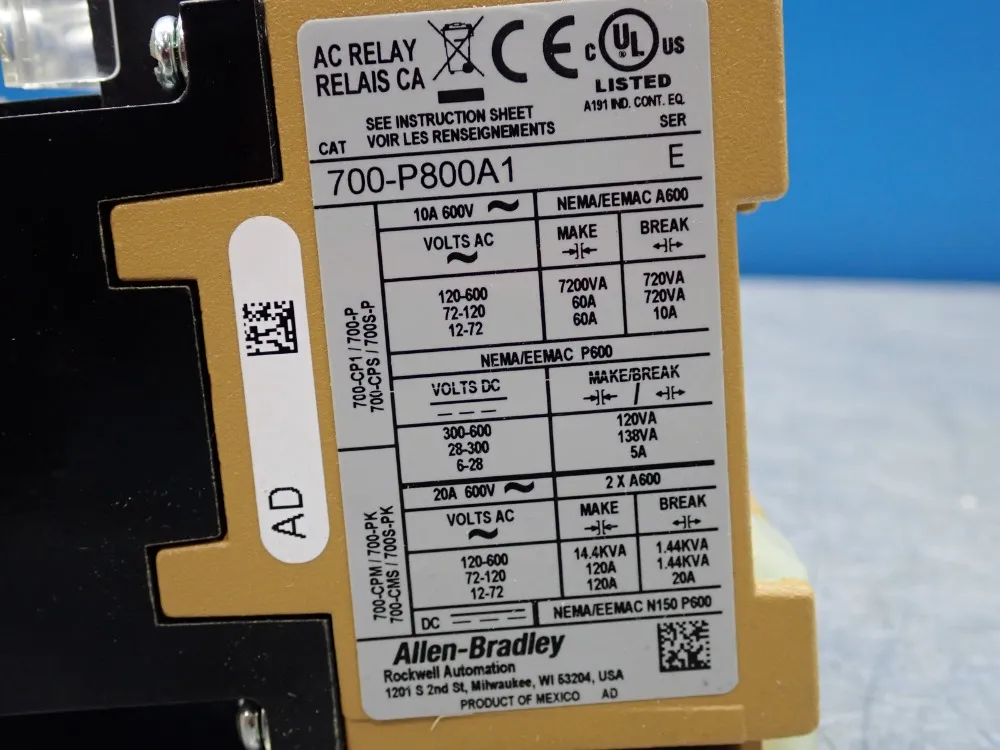 AC RELAY
RELAIS CA
CE
C UL US
LISTED
A191 IND. CONT. EQ.
SEE INSTRUCTION SHEET
VOIR LES RENSEIGNEMENTS
CAT
SER
700-P800A1
E
700-CP1 / 700-P
700-CPS / 700S-P
10A 600V
NEMA/EEMAC A600
VOLTS AC
MAKE
BREAK
120-600
72-120
12-72
7200VA
60A
60A
720VA
720VA
10A
NEMA/EEMAC P600
VOLTS DC
MAKE/BREAK
/
300-600
28-300
6-28
120VA
138VA
5A
700-CPM / 700-PK
700-CMS / 700S-PK
20A 600V
2 X A600
VOLTS AC
MAKE
BREAK
120-600
72-120
12-72
14.4KVA
120A
120A
1.44KVA
1.44KVA
20A
DC
NEMA/EEMAC N150 P600
Allen-Bradley
Rockwell Automation
1201 S 2nd St, Milwaukee, WI 53204, USA
PRODUCT OF MEXICO AD
AD